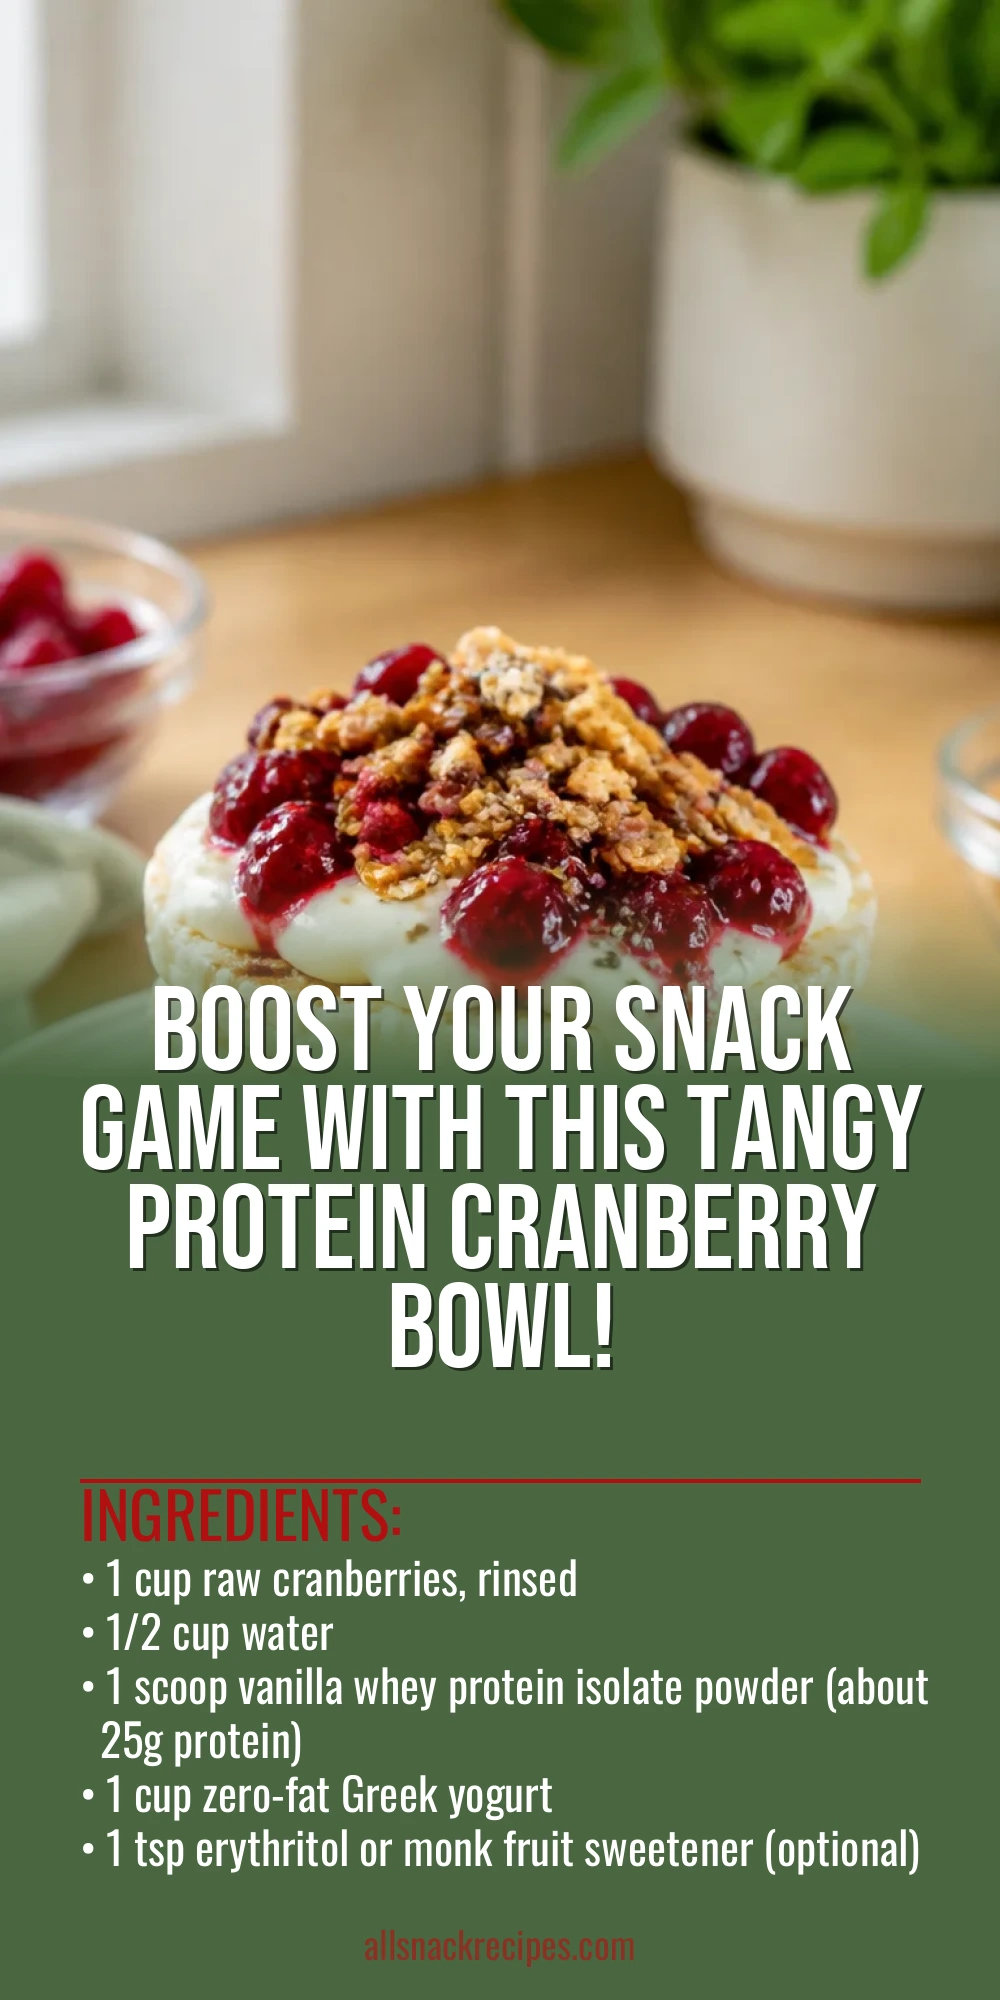 BOOST YOUR SNACK
GAME WITH THIS TANGY
PROTEIN CRANBERRY
BOWL!
INGREDIENTS:
• 1 cup raw cranberries, rinsed
• 1/2 cup water
• 1 scoop vanilla whey protein isolate powder (about
25g protein)
• 1 cup zero-fat Greek yogurt
• 1 tsp erythritol or monk fruit sweetener (optional)
allsnackrecipes.com